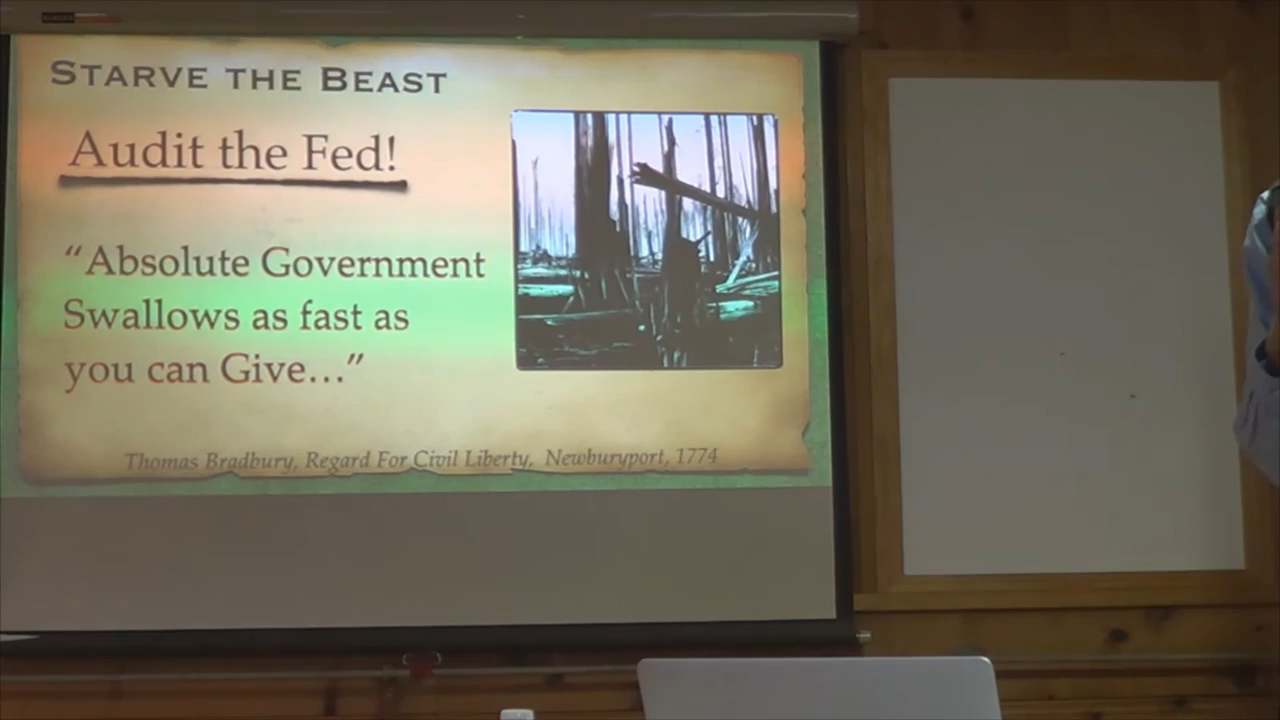 STARVE THE BEAST
Audit the Fed!
“Absolute Government
Swallows as fast as
you can Give...”
Thomas Bradbury, Regard For Civil Liberty, Newburyport, 1774